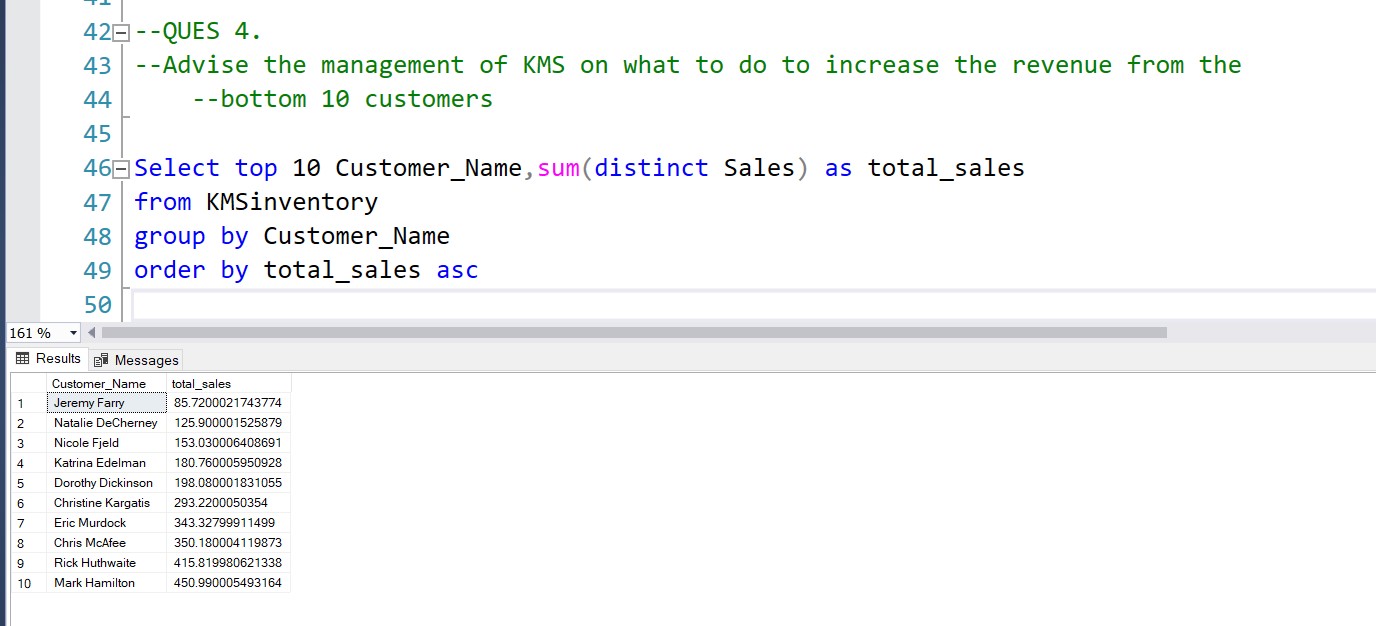 41
42 --QUES 4.
43 --Advise the management of KMS on what to do to increase the revenue from the
44 --bottom 10 customers
45
46 Select top 10 Customer_Name,sum(distinct Sales) as total_sales
47 from KMSinventory
48 group by Customer_Name
49 order by total_sales asc
50
161 %
Results Messages
Customer_Name total_sales
1 Jeremy Farry 85.7200021743774
2 Natalie DeCherney 125.900001525879
3 Nicole Fjeld 153.030006408691
4 Katrina Edelman 180.760005950928
5 Dorothy Dickinson 198.080001831055
6 Christine Kargatis 293.2200050354
7 Eric Murdock 343.32799911499
8 Chris McAfee 350.180004119873
9 Rick Huthwaite 415.819980621338
10 Mark Hamilton 450.990005493164